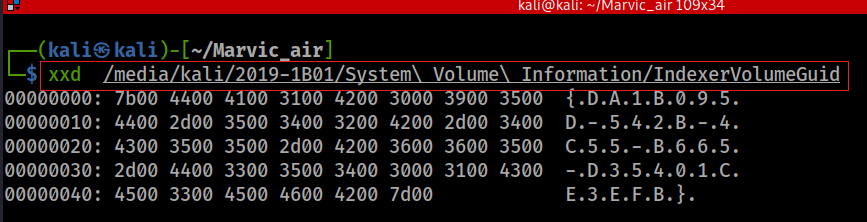 kali@kali: ~/Marvic_air 109x34
┌──(kali㉿kali)-[~/Marvic_air]
└─$ xxd /media/kali/2019-1B01/System\ Volume\ Information/IndexerVolumeGuid
00000000: 7b00 4400 4100 3100 4200 3000 3900 3500  {.D.A.1.B.0.9.5.
00000010: 4400 2d00 3500 3400 3200 4200 2d00 3400  D.-.5.4.2.B.-.4.
00000020: 4300 3500 3500 2d00 4200 3600 3600 3500  C.5.5.-.B.6.6.5.
00000030: 2d00 4400 3300 3500 3400 3000 3100 4300  -.D.3.5.4.0.1.C.
00000040: 4500 3300 4500 4600 4200 7d00            E.3.E.F.B.}.